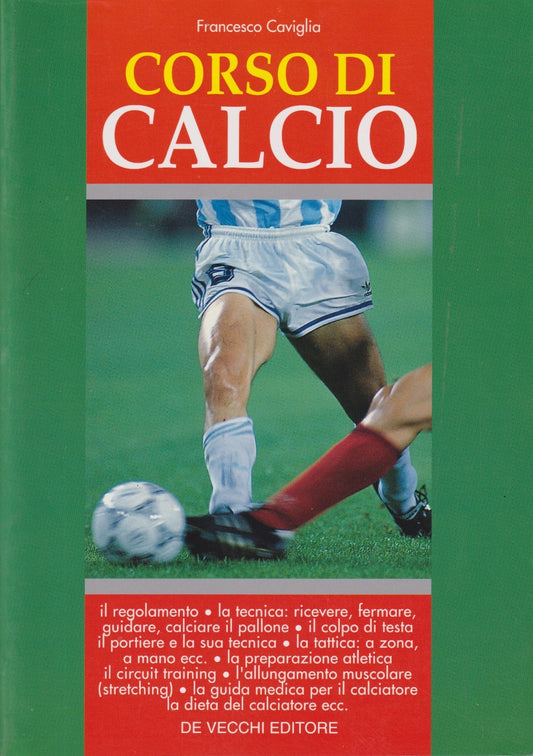 Francesco Caviglia
CORSO DI
CALCIO
il regolamento • la tecnica: ricevere, fermare,
guidare, calciare il pallone • il colpo di testa
il portiere e la sua tecnica • la tattica: a zona,
a mano ecc. • la preparazione atletica
il circuit training • l'allungamento muscolare
(stretching) • la guida medica per il calciatore
la dieta del calciatore ecc.
DE VECCHI EDITORE